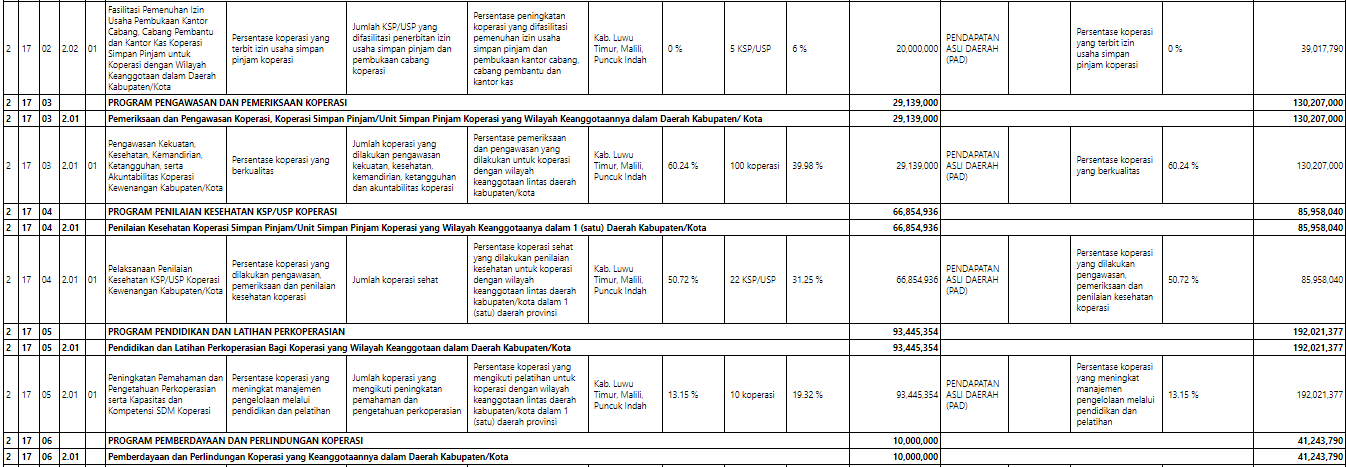 2 17 02 2.02 01
Fasilitasi Pemenuhan Izin
Usaha Pembukaan Kantor
Cabang, Cabang Pembantu
dan Kantor Kas Koperasi
Simpan Pinjam untuk
Koperasi dengan Wilayah
Keanggotaan dalam Daerah
Kabupaten/Kota
Persentase koperasi yang
terbit izin usaha simpan
pinjam koperasi
Jumlah KSP/USP yang
difasilitasi penerbitan izin
usaha simpan pinjam dan
pembukaan cabang
koperasi
Persentase peningkatan
koperasi yang difasilitasi
pemenuhan izin usaha
simpan pinjam dan
pembukaan kantor cabang,
cabang pembantu dan
kantor kas
Kab. Luwu
Timur, Malili,
Puncuk Indah
0 %
5 KSP/USP
6 %
20,000,000
PENDAPATAN
ASLI DAERAH
(PAD)
Persentase
koperasi
yang terbit izin
usaha simpan
pinjam koperasi
0 %
39,017,790
2 17 03 PROGRAM PENGAWASAN DAN PEMERIKSAAN KOPERASI 29,139,000 130,207,000
2 17 03 2.01 Pemeriksaan dan Pengawasan Koperasi, Koperasi Simpan Pinjam/Unit Simpan Pinjam Koperasi yang Wilayah Keanggotaannya dalam Daerah Kabupaten/ Kota 29,139,000 130,207,000
2 17 03 2.01 01
Pengawasan Kekuatan,
Kesehatan, Kemandirian,
Ketangguhan, serta
Akuntabilitas Koperasi
Kewenangan Kabupaten/Kota
Persentase koperasi yang
berkualitas
Jumlah koperasi yang
dilakukan pengawasan
kekuatan, kesehatan,
kemandirian, ketangguhan
dan akuntabilitas koperasi
Persentase pemeriksaan
dan pengawasan yang
dilakukan untuk koperasi
dengan wilayah
keanggotaan lintas daerah
kabupaten/kota
Kab. Luwu
Timur, Malili,
Puncuk Indah
60.24 %
100 koperasi
39.98 %
29,139,000
PENDAPATAN
ASLI DAERAH
(PAD)
Persentase koperasi
yang berkualitas
60.24 %
130,207,000
2 17 04 PROGRAM PENILAIAN KESEHATAN KSP/USP KOPERASI 66,854,936 85,958,040
2 17 04 2.01 Penilaian Kesehatan Koperasi Simpan Pinjam/Unit Simpan Pinjam Koperasi yang Wilayah Keanggotaanya dalam 1 (satu) Daerah Kabupaten/Kota 66,854,936 85,958,040
2 17 04 2.01 01
Pelaksanaan Penilaian
Kesehatan KSP/USP Koperasi
Kewenangan Kabupaten/Kota
Persentase koperasi yang
dilakukan pengawasan,
pemeriksaan dan penilaian
kesehatan koperasi
Jumlah koperasi sehat
Persentase koperasi sehat
yang dilakukan penilaian
kesehatan untuk koperasi
dengan wilayah
keanggotaan lintas daerah
kabupaten/kota dalam 1
(satu) daerah provinsi
Kab. Luwu
Timur, Malili,
Puncuk Indah
50.72 %
22 KSP/USP
31.25 %
66,854,936
PENDAPATAN
ASLI DAERAH
(PAD)
Persentase koperasi
yang dilakukan
pengawasan,
pemeriksaan dan
penilaian kesehatan
koperasi
50.72 %
85,958,040
2 17 05 PROGRAM PENDIDIKAN DAN LATIHAN PERKOPERASIAN 93,445,354 192,021,377
2 17 05 2.01 Pendidikan dan Latihan Perkoperasian Bagi Koperasi yang Wilayah Keanggotaan dalam Daerah Kabupaten/Kota 93,445,354 192,021,377
2 17 05 2.01 01
Peningkatan Pemahaman dan
Pengetahuan Perkoperasian
serta Kapasitas dan
Kompetensi SDM Koperasi
Persentase koperasi yang
meningkat manajemen
pengelolaan melalui
pendidikan dan pelatihan
Jumlah koperasi yang
mengikuti peningkatan
pemahaman dan
pengetahuan perkoperasian
Persentase koperasi yang
mengikuti pelatihan untuk
koperasi dengan wilayah
keanggotaan lintas daerah
kabupaten/kota dalam 1
(satu) daerah provinsi
Kab. Luwu
Timur, Malili,
Puncuk Indah
13.15 %
10 koperasi
19.32 %
93,445,354
PENDAPATAN
ASLI DAERAH
(PAD)
Persentase
koperasi
yang meningkat
manajemen
pengelolaan melalui
pendidikan dan
pelatihan
13.15 %
192,021,377
2 17 06 PROGRAM PEMBERDAYAAN DAN PERLINDUNGAN KOPERASI 10,000,000 41,243,790
2 17 06 2.01 Pemberdayaan dan Perlindungan Koperasi yang Keanggotaannya dalam Daerah Kabupaten/Kota 10,000,000 41,243,790